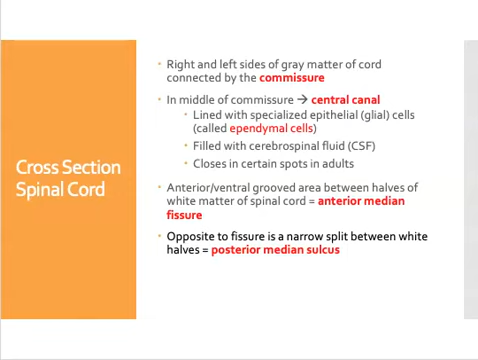 Cross Section
Spinal Cord
• Right and left sides of gray matter of cord
connected by the commissure
• In middle of commissure → central canal
• Lined with specialized epithelial (glial) cells
(called ependymal cells)
• Filled with cerebrospinal fluid (CSF)
• Closes in certain spots in adults
• Anterior/ventral grooved area between halves of
white matter of spinal cord = anterior median
fissure
• Opposite to fissure is a narrow split between white
halves = posterior median sulcus